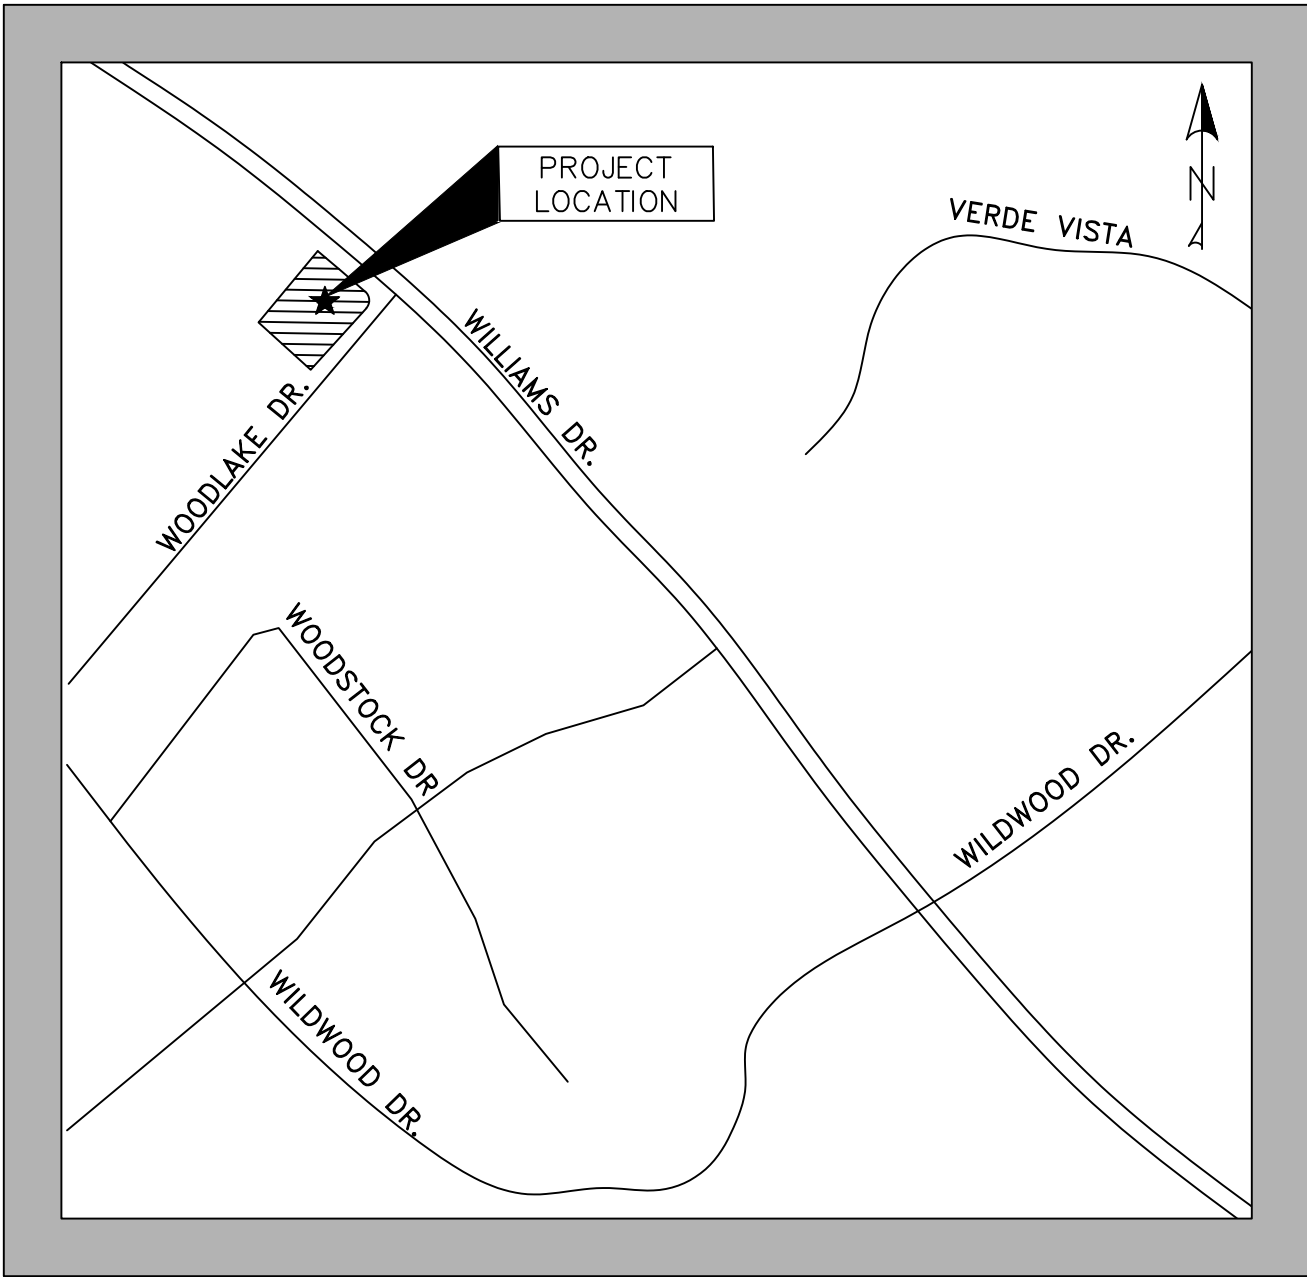 PROJECT
LOCATION
N
VERDE VISTA
WILLIAMS DR.
WOODLAKE DR.
WOODSTOCK DR
WILDWOOD DR.
WILDWOOD DR.